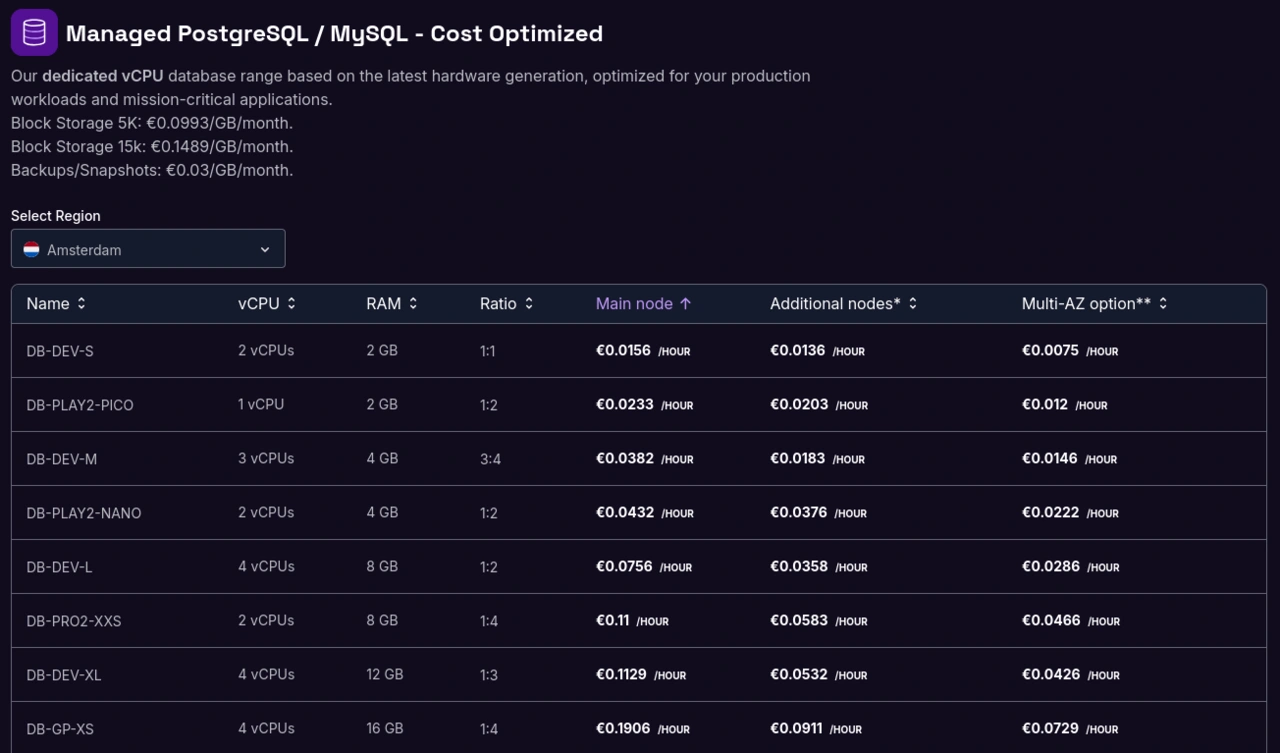 Managed PostgreSQL / MySQL - Cost Optimized
Our dedicated vCPU database range based on the latest hardware generation, optimized for your production
workloads and mission-critical applications.
Block Storage 5K: €0.0993/GB/month.
Block Storage 15k: €0.1489/GB/month.
Backups/Snapshots: €0.03/GB/month.
Select Region
Amsterdam
Name vCPU RAM Ratio Main node ↑ Additional nodes* Multi-AZ option**
DB-DEV-S 2 vCPUs 2 GB 1:1 €0.0156 /HOUR €0.0136 /HOUR €0.0075 /HOUR
DB-PLAY2-PICO 1 vCPU 2 GB 1:2 €0.0233 /HOUR €0.0203 /HOUR €0.012 /HOUR
DB-DEV-M 3 vCPUs 4 GB 3:4 €0.0382 /HOUR €0.0183 /HOUR €0.0146 /HOUR
DB-PLAY2-NANO 2 vCPUs 4 GB 1:2 €0.0432 /HOUR €0.0376 /HOUR €0.0222 /HOUR
DB-DEV-L 4 vCPUs 8 GB 1:2 €0.0756 /HOUR €0.0358 /HOUR €0.0286 /HOUR
DB-PRO2-XXS 2 vCPUs 8 GB 1:4 €0.11 /HOUR €0.0583 /HOUR €0.0466 /HOUR
DB-DEV-XL 4 vCPUs 12 GB 1:3 €0.1129 /HOUR €0.0532 /HOUR €0.0426 /HOUR
DB-GP-XS 4 vCPUs 16 GB 1:4 €0.1906 /HOUR €0.0911 /HOUR €0.0729 /HOUR